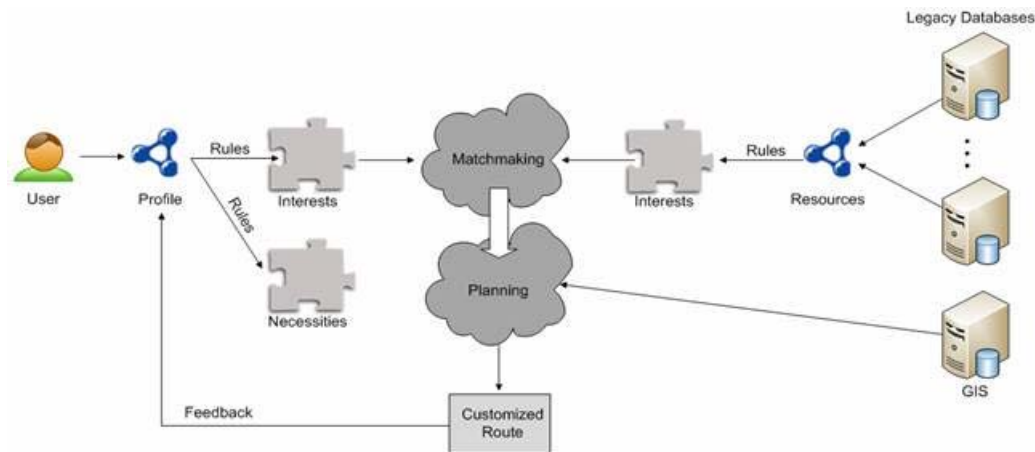 Legacy Databases
User
Profile
Rules
Rules
Interests
Necessities
Matchmaking
Planning
Customized
Route
Feedback
Interests
Rules
Resources
GIS